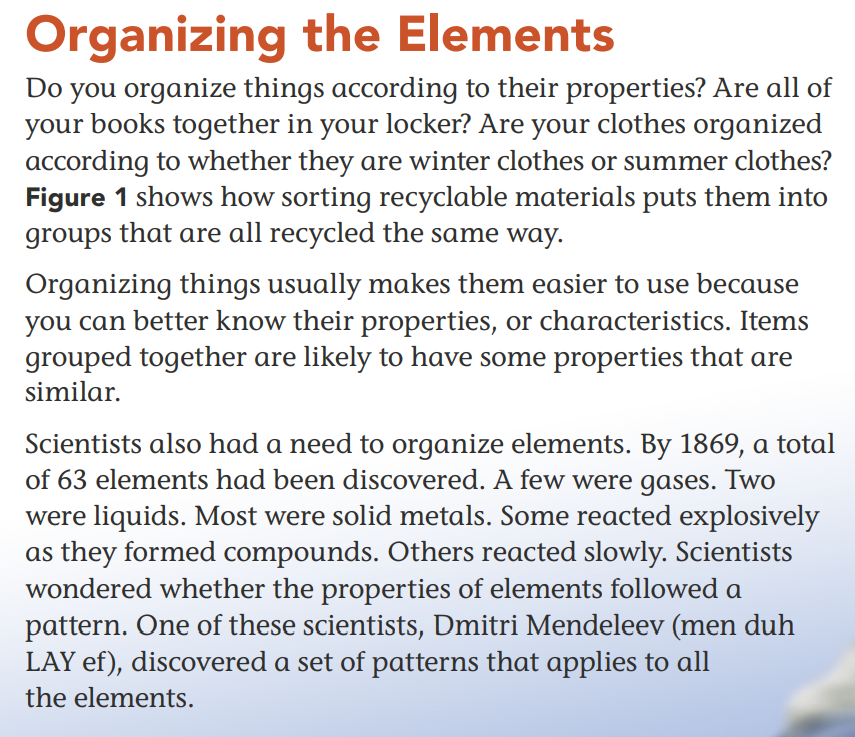 Organizing the Elements
Do you organize things according to their properties? Are all of
your books together in your locker? Are your clothes organized
according to whether they are winter clothes or summer clothes?
Figure 1 shows how sorting recyclable materials puts them into
groups that are all recycled the same way.
Organizing things usually makes them easier to use because
you can better know their properties, or characteristics. Items
grouped together are likely to have some properties that are
similar.
Scientists also had a need to organize elements. By 1869, a total
of 63 elements had been discovered. A few were gases. Two
were liquids. Most were solid metals. Some reacted explosively
as they formed compounds. Others reacted slowly. Scientists
wondered whether the properties of elements followed a
pattern. One of these scientists, Dmitri Mendeleev (men duh
LAY ef), discovered a set of patterns that applies to all
the elements.